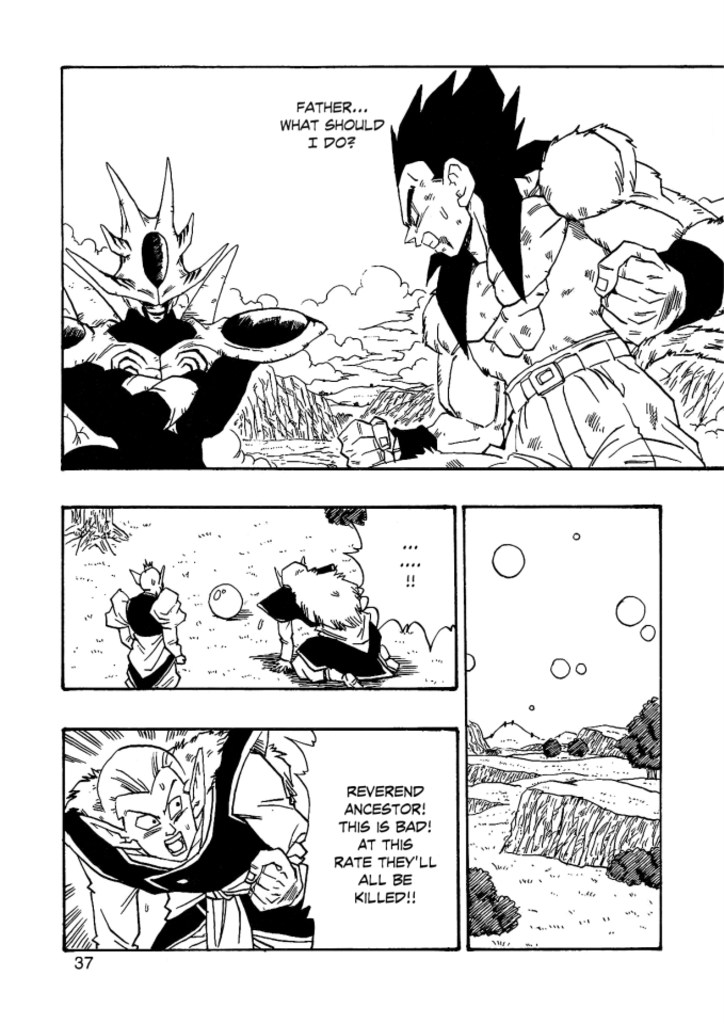 FATHER...
WHAT SHOULD
I DO?
...
....
!!
REVEREND
ANCESTOR!
THIS IS BAD!
AT THIS
RATE THEY'LL
ALL BE
KILLED!!
37